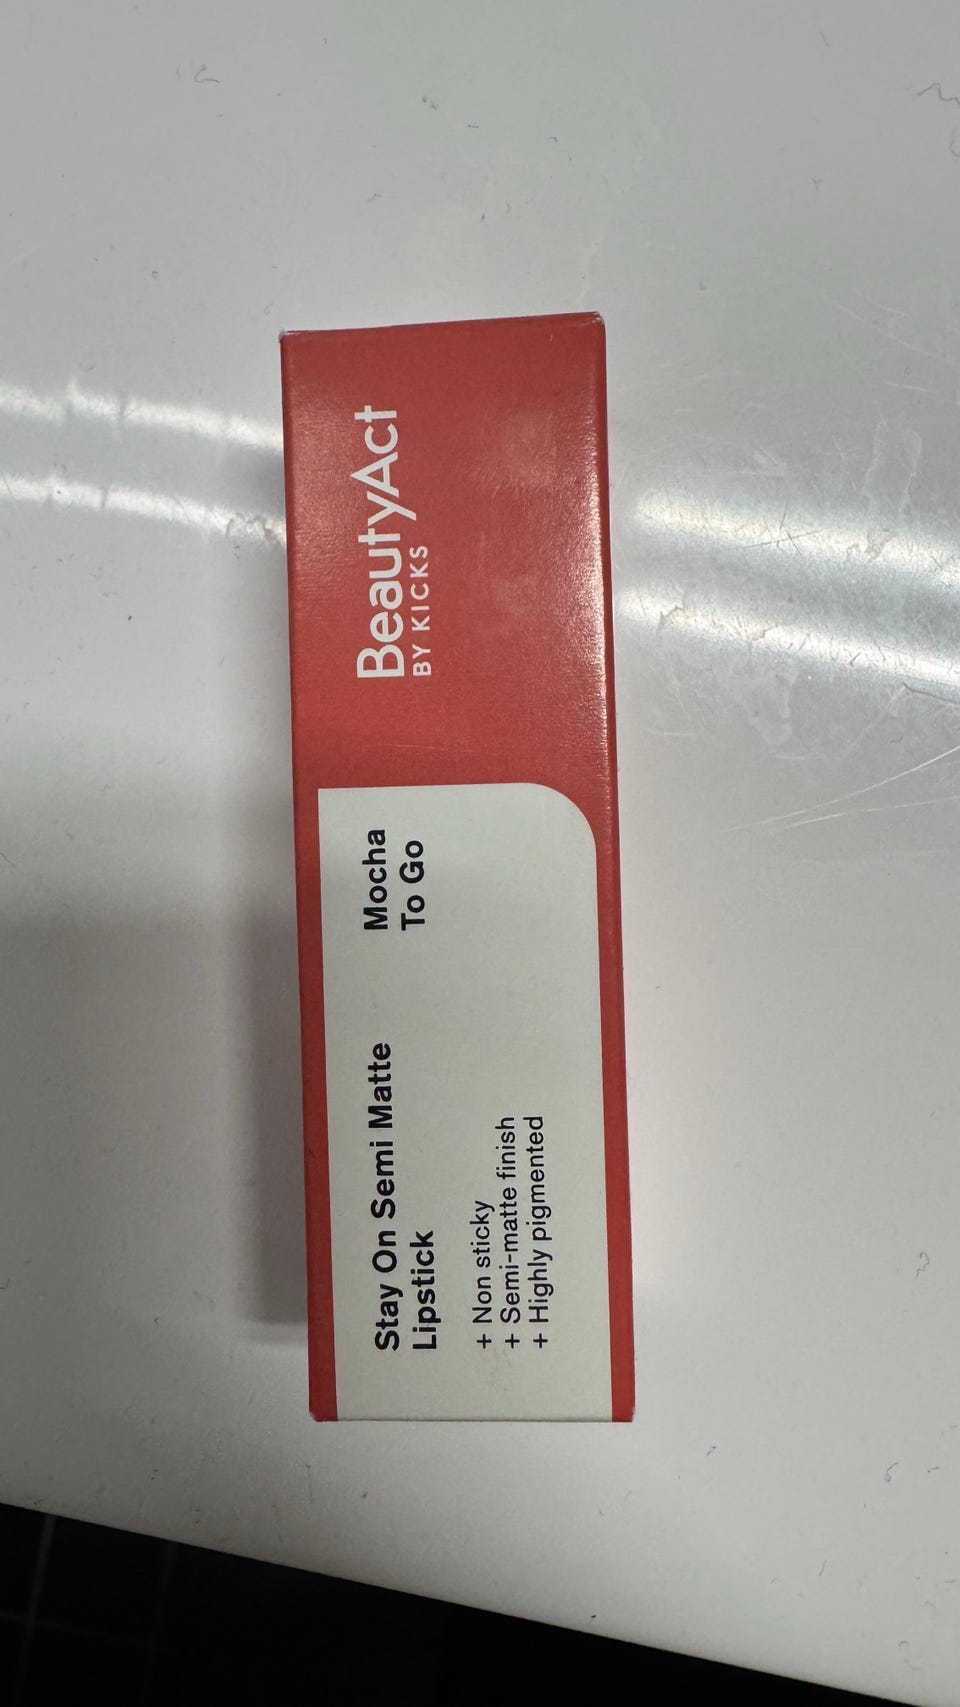 BeautyAct
BY KICKS
Stay On Semi Matte
Lipstick
Mocha
To Go
+ Non sticky
+ Semi-matte finish
+ Highly pigmented